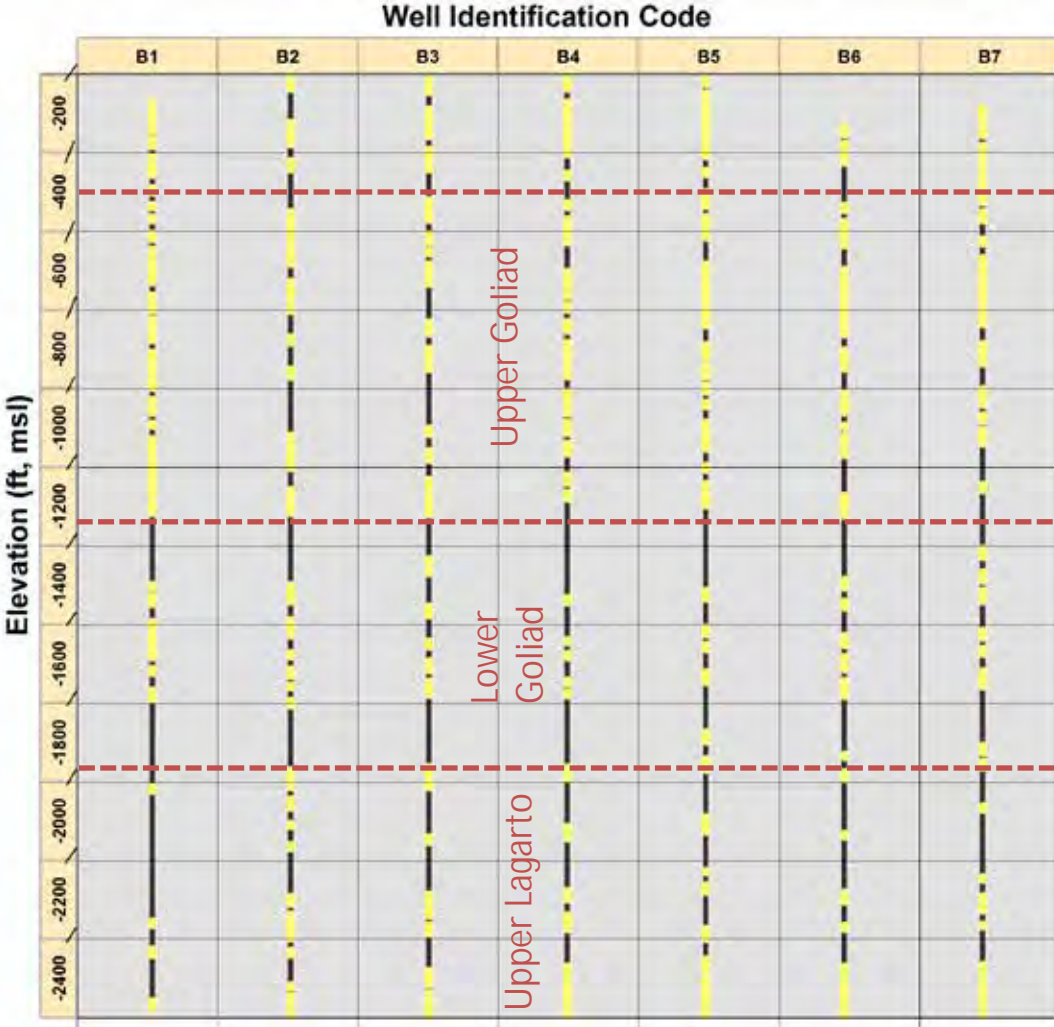 Well Identification Code
B1 B2 B3 B4 B5 B6 B7
Elevation (ft, msl)
-200
-400
-600
-800
-1000
-1200
-1400
-1600
-1800
-2000
-2200
-2400
Upper Goliad
Lower
Goliad
Upper Lagarto